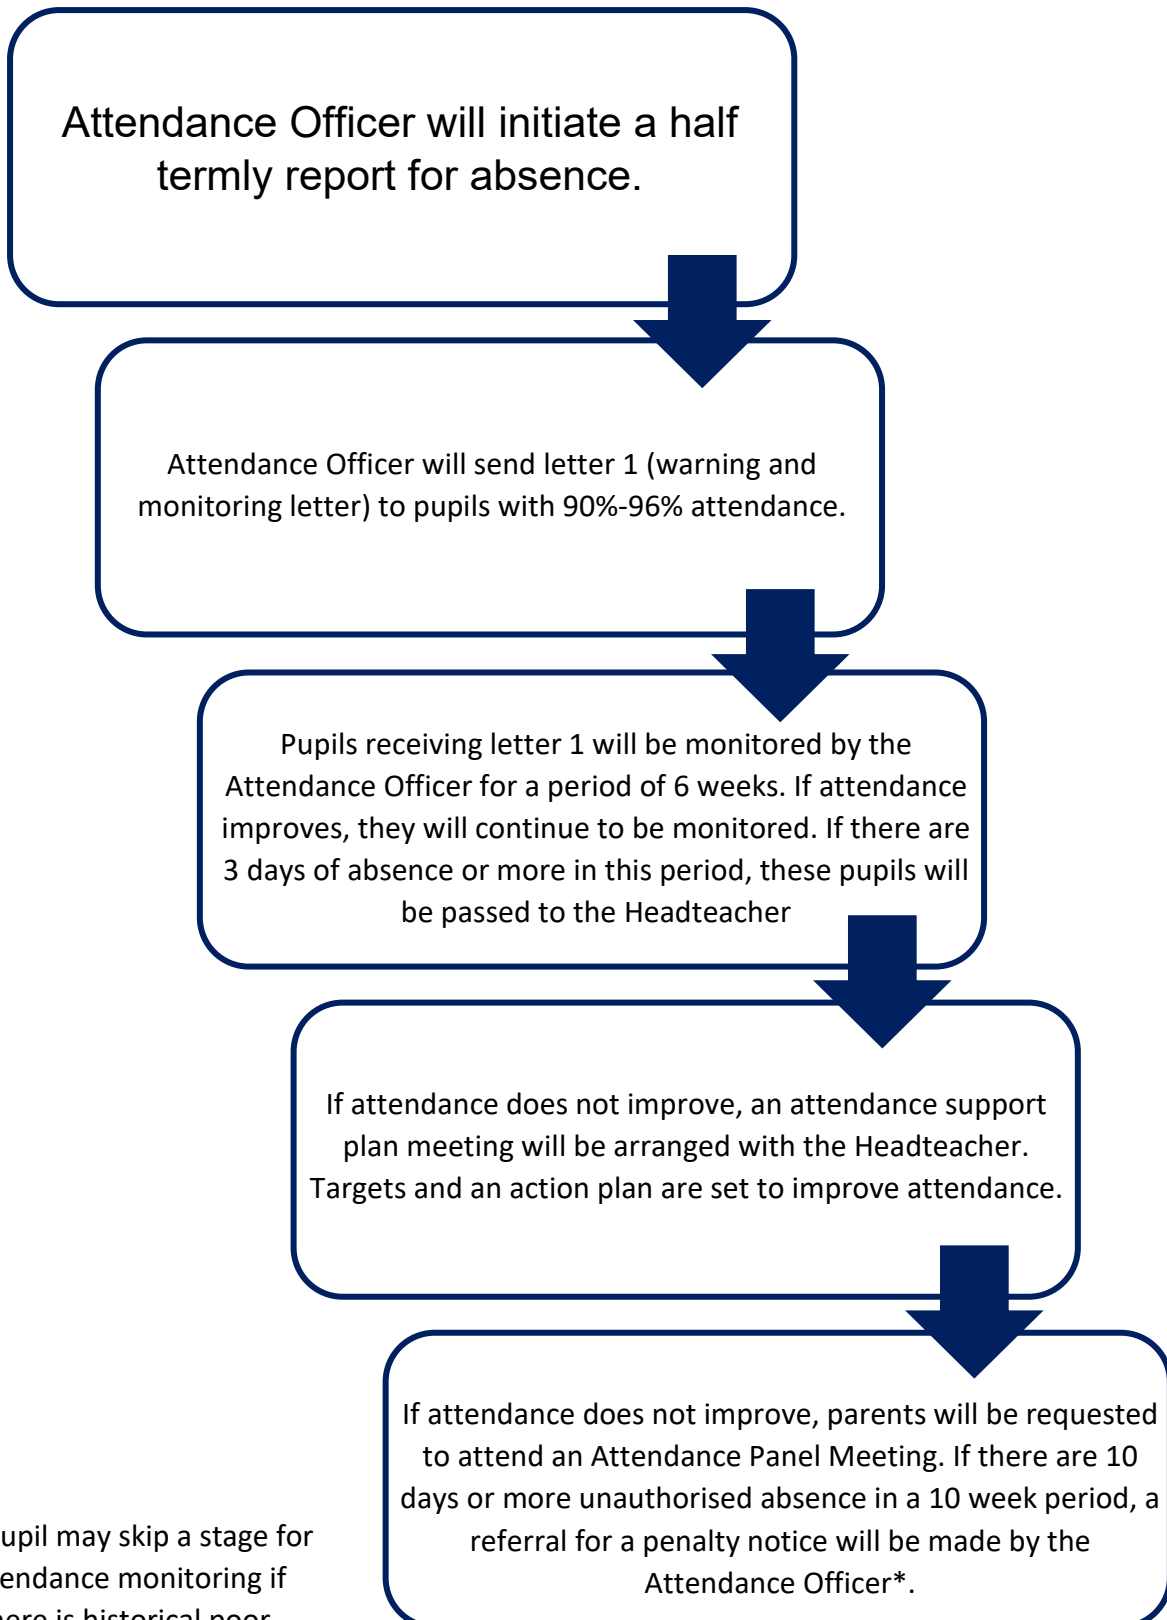 Attendance Officer will initiate a half
termly report for absence.
Attendance Officer will send letter 1 (warning and
monitoring letter) to pupils with 90%-96% attendance.
Pupils receiving letter 1 will be monitored by the
Attendance Officer for a period of 6 weeks. If attendance
improves, they will continue to be monitored. If there are
3 days of absence or more in this period, these pupils will
be passed to the Headteacher
If attendance does not improve, an attendance support
plan meeting will be arranged with the Headteacher.
Targets and an action plan are set to improve attendance.
If attendance does not improve, parents will be requested
to attend an Attendance Panel Meeting. If there are 10
days or more unauthorised absence in a 10 week period, a
referral for a penalty notice will be made by the
Attendance Officer*.
upil may skip a stage for
endance monitoring if
is historical poor